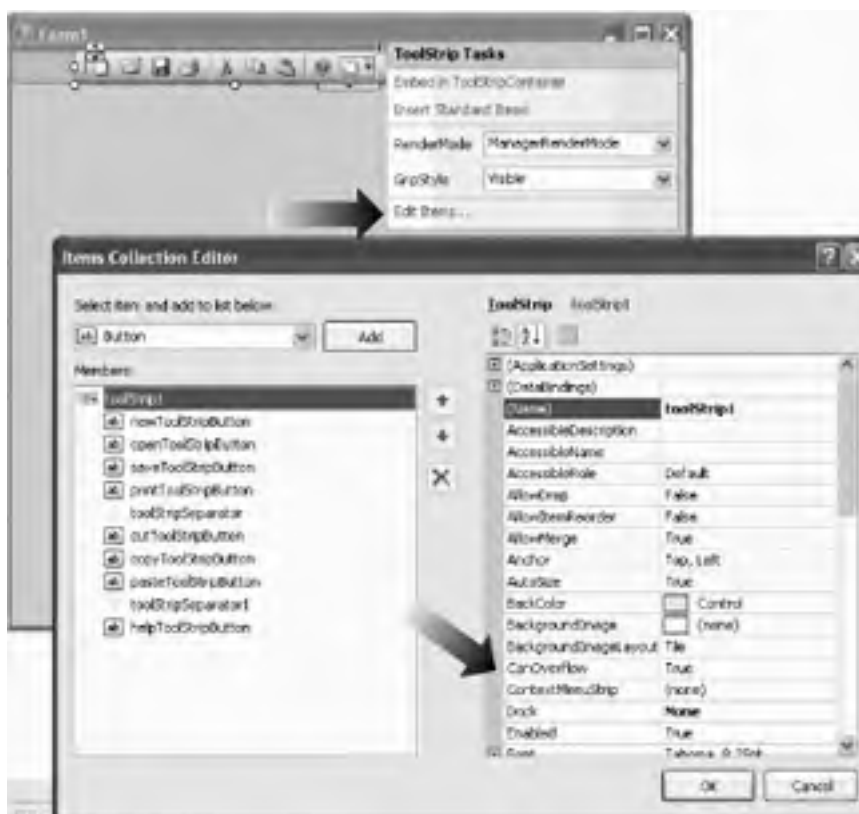 Form1
ToolStrip Tasks
Embed in ToolStripContainer
Insert Standard Items
RenderMode ManagerRenderMode
GripStyle Visible
Edit Items...
Items Collection Editor
Select item and add to list below:
Button
Add
Members:
toolStrip1
newToolStripButton
openToolStripButton
saveToolStripButton
printToolStripButton
toolStripSeparator
cutToolStripButton
copyToolStripButton
pasteToolStripButton
toolStripSeparator1
helpToolStripButton
ToolStrip toolStrip1
(ApplicationSettings)
(DataBindings)
(Name) toolStrip1
AccessibleDescription
AccessibleName
AccessibleRole Default
AllowDrop False
AllowItemReorder False
AllowMerge True
Anchor Top, Left
AutoSize True
BackColor Control
BackgroundImage (none)
BackgroundImageLayout Tile
CanOverflow True
ContextMenuStrip (none)
Dock None
Enabled True
Font Tahoma, 8.25pt
OK
Cancel